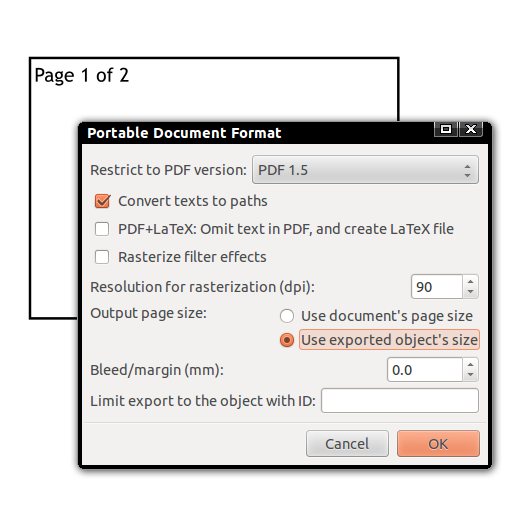 Page 1 of 2
Portable Document Format
Restrict to PDF version: PDF 1.5
Convert texts to paths
PDF+LaTeX: Omit text in PDF, and create LaTeX file
Rasterize filter effects
Resolution for rasterization (dpi): 90
Output page size: Use document's page size
Use exported object's size
Bleed/margin (mm): 0.0
Limit export to the object with ID:
Cancel OK